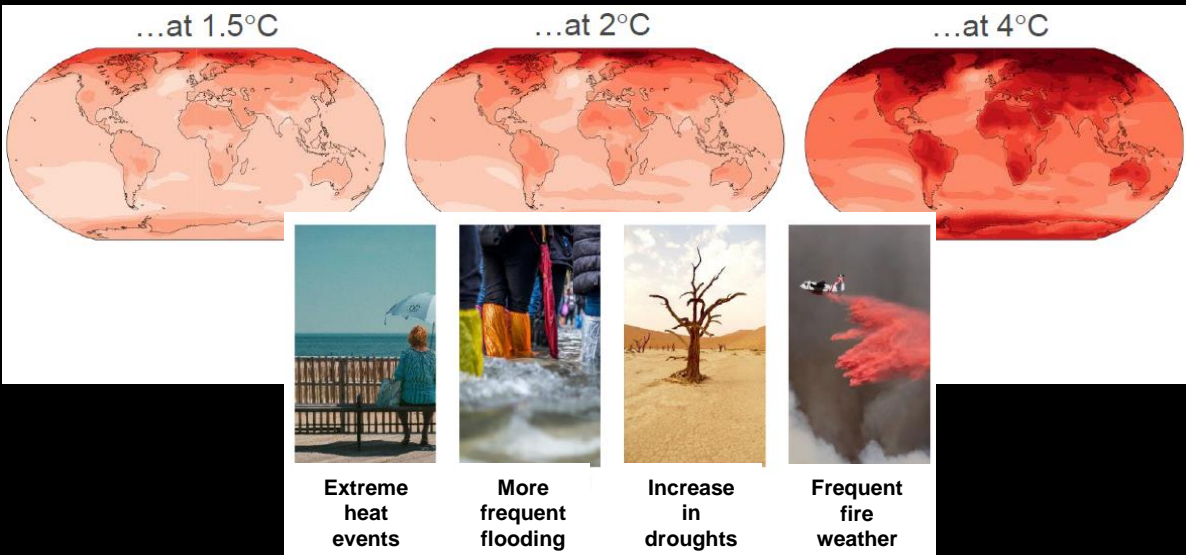 …at 1.5°C
…at 2°C
…at 4°C
Extreme
heat
events
More
frequent
flooding
Increase
in
droughts
Frequent
fire
weather